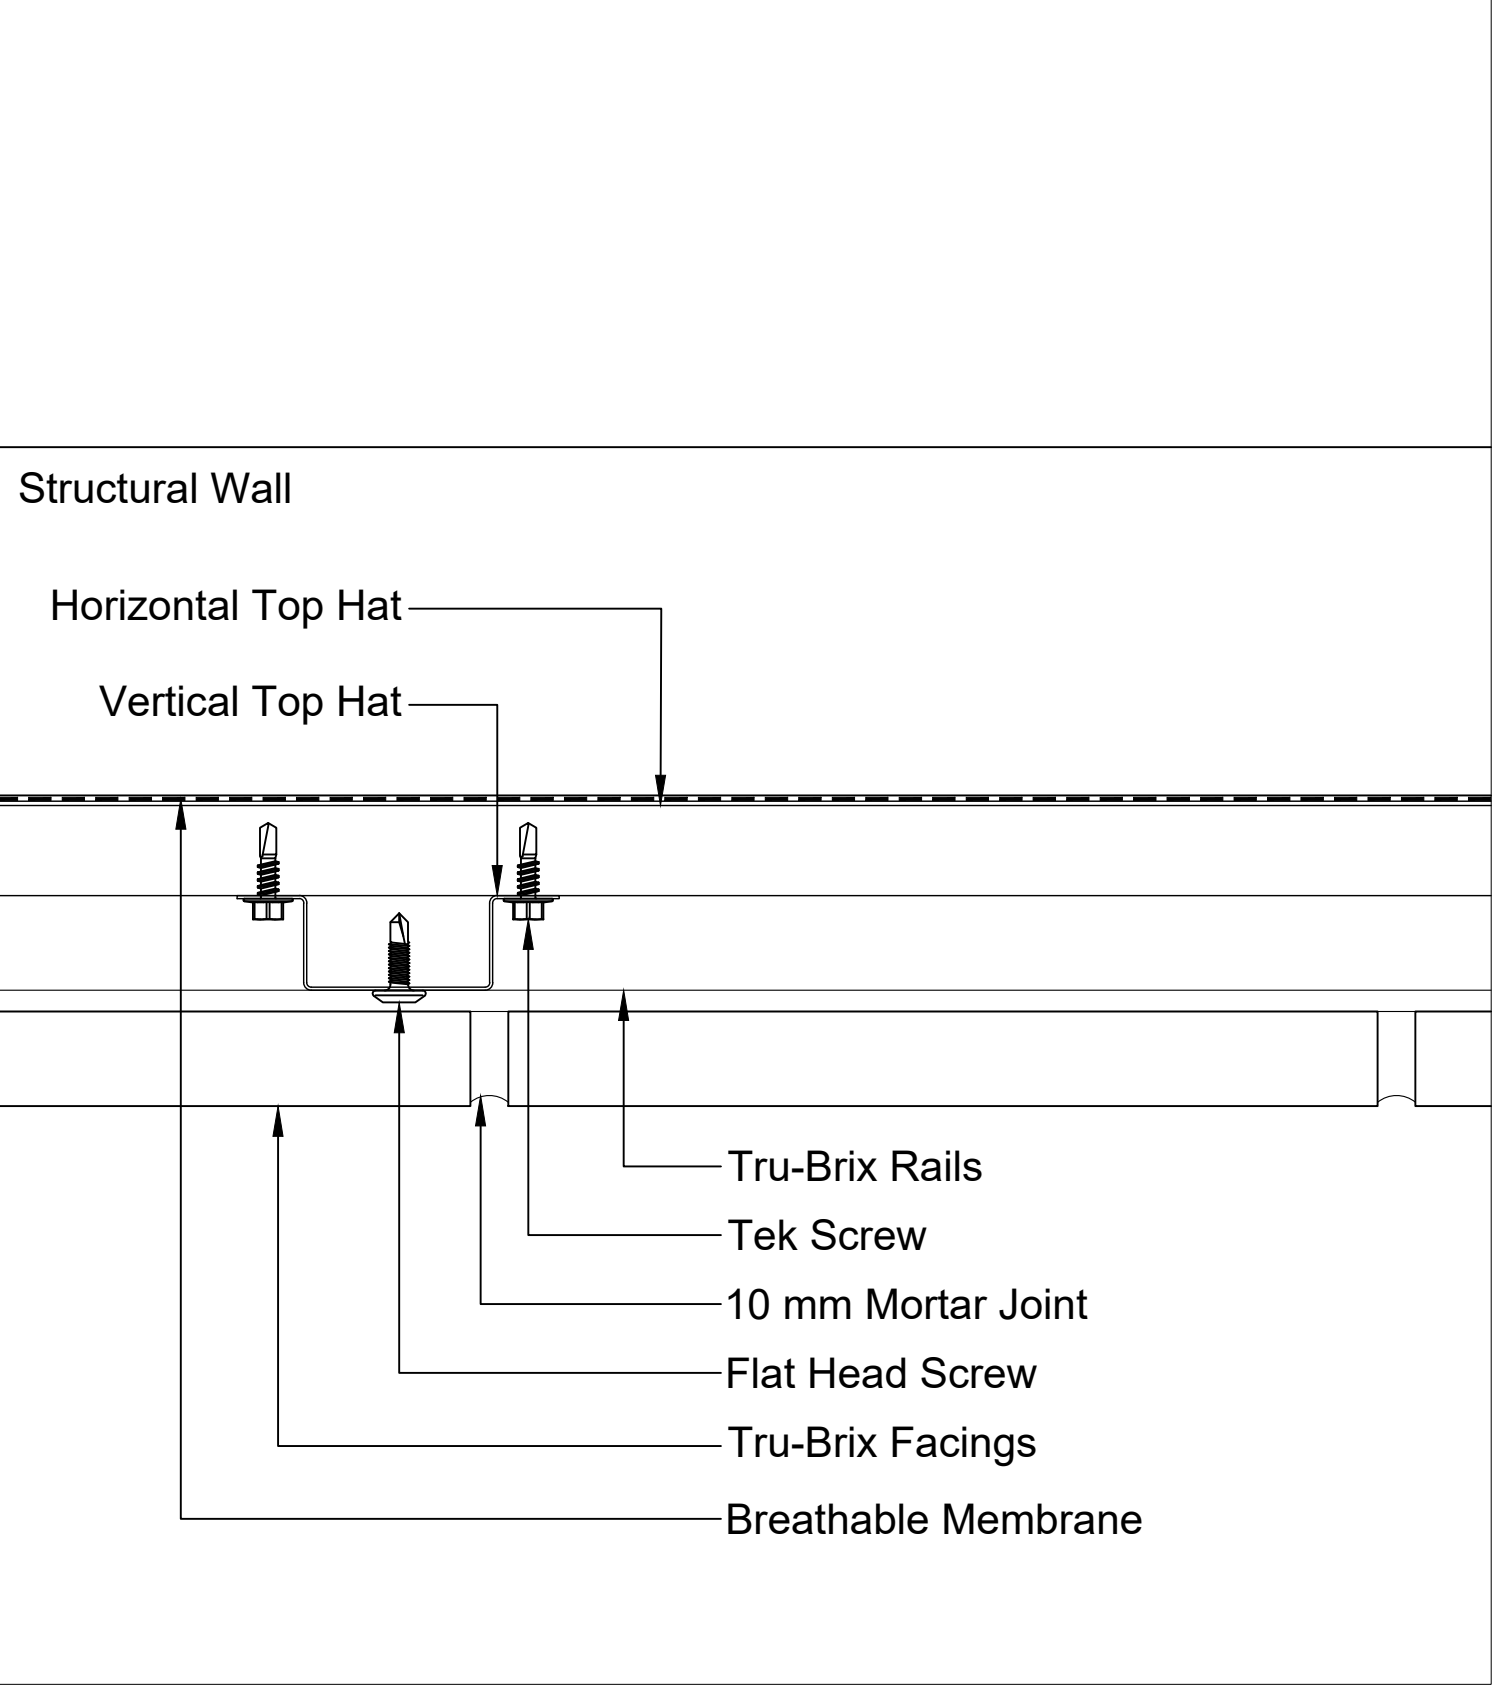 Structural Wall
Horizontal Top Hat
Vertical Top Hat
Tru-Brix Rails
Tek Screw
10 mm Mortar Joint
Flat Head Screw
Tru-Brix Facings
Breathable Membrane